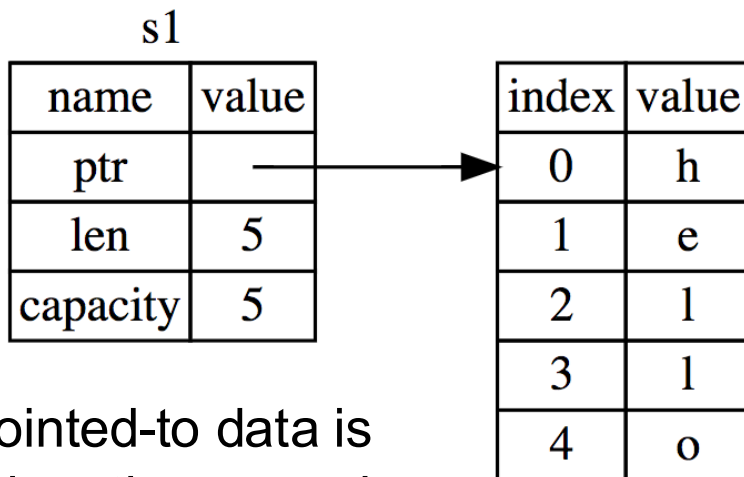 s1
name value
ptr
len 5
capacity 5
index value
0 h
1 e
2 l
3 l
4 o
ointed-to data is